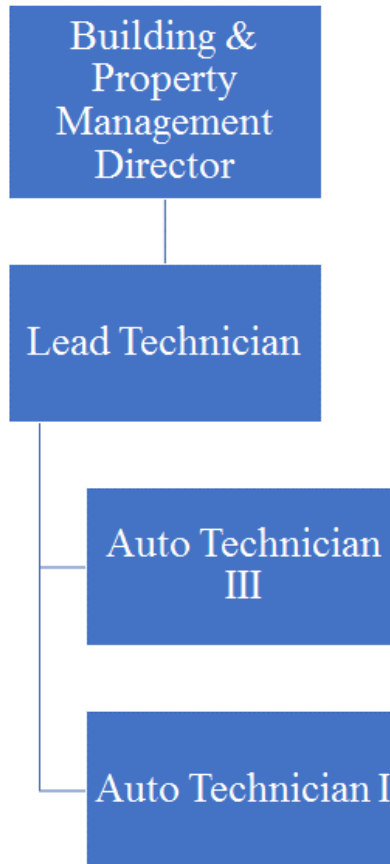 Building &
Property
Management
Director
Lead Technician
Auto Technician
III
Auto Technician I